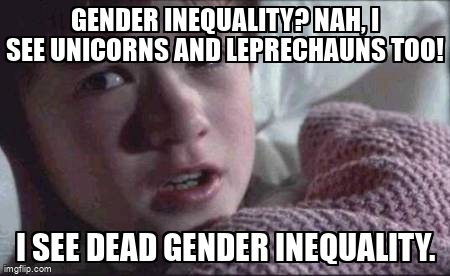 GENDER INEQUALITY? NAH, I
SEE UNICORNS AND LEPRECHAUNS TOO!
I SEE DEAD GENDER INEQUALITY.
imgflip.com